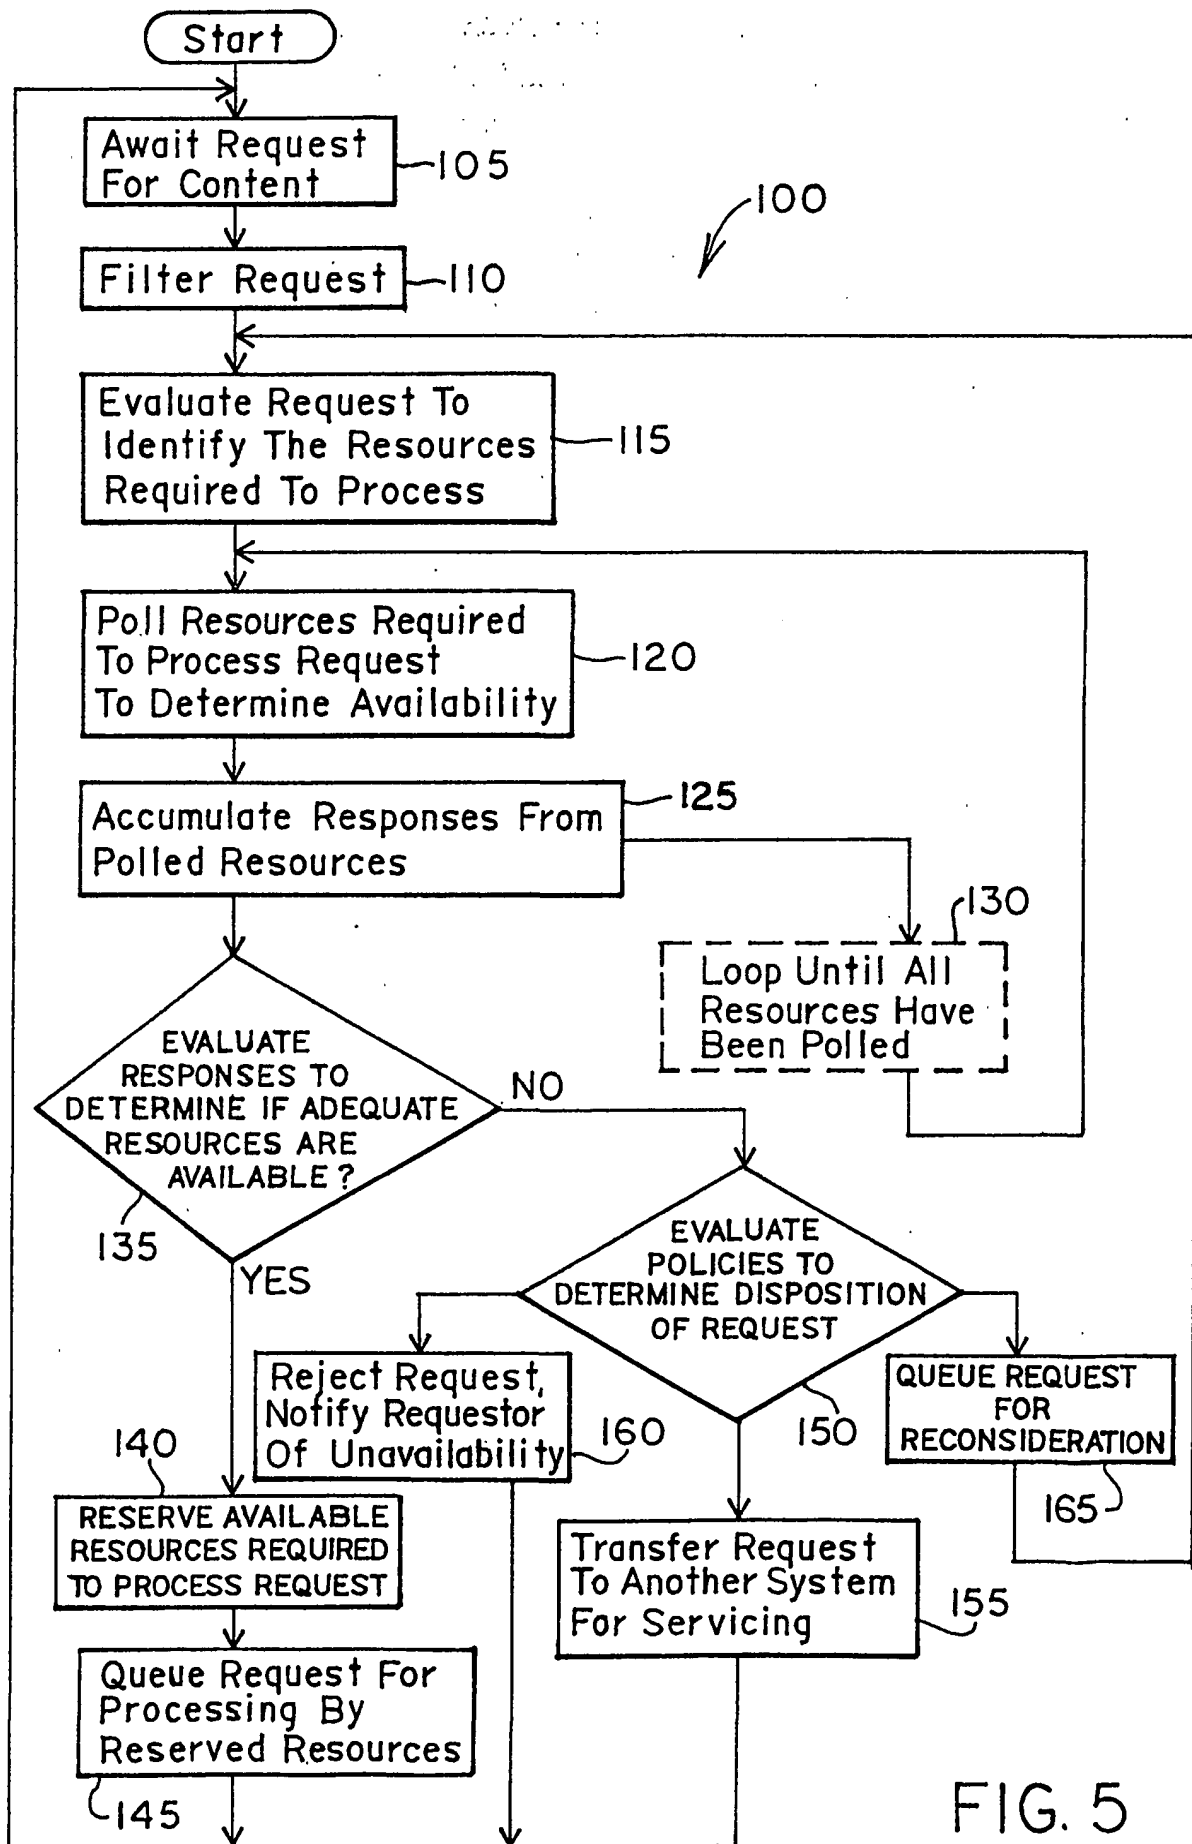 Start
Await Request
For Content
105
100
Filter Request
110
Evaluate Request To
Identify The Resources
Required To Process
115
Poll Resources Required
To Process Request
To Determine Availability
120
Accumulate Responses From
Polled Resources
125
130
Loop Until All
Resources Have
Been Polled
EVALUATE
RESPONSES TO
DETERMINE IF ADEQUATE
RESOURCES ARE
AVAILABLE?
135
NO
YES
EVALUATE
POLICIES TO
DETERMINE DISPOSITION
OF REQUEST
150
Reject Request,
Notify Requestor
Of Unavailability
160
QUEUE REQUEST
FOR
RECONSIDERATION
165
140
RESERVE AVAILABLE
RESOURCES REQUIRED
TO PROCESS REQUEST
Transfer Request
To Another System
For Servicing
155
Queue Request For
Processing By
Reserved Resources
145
FIG. 5